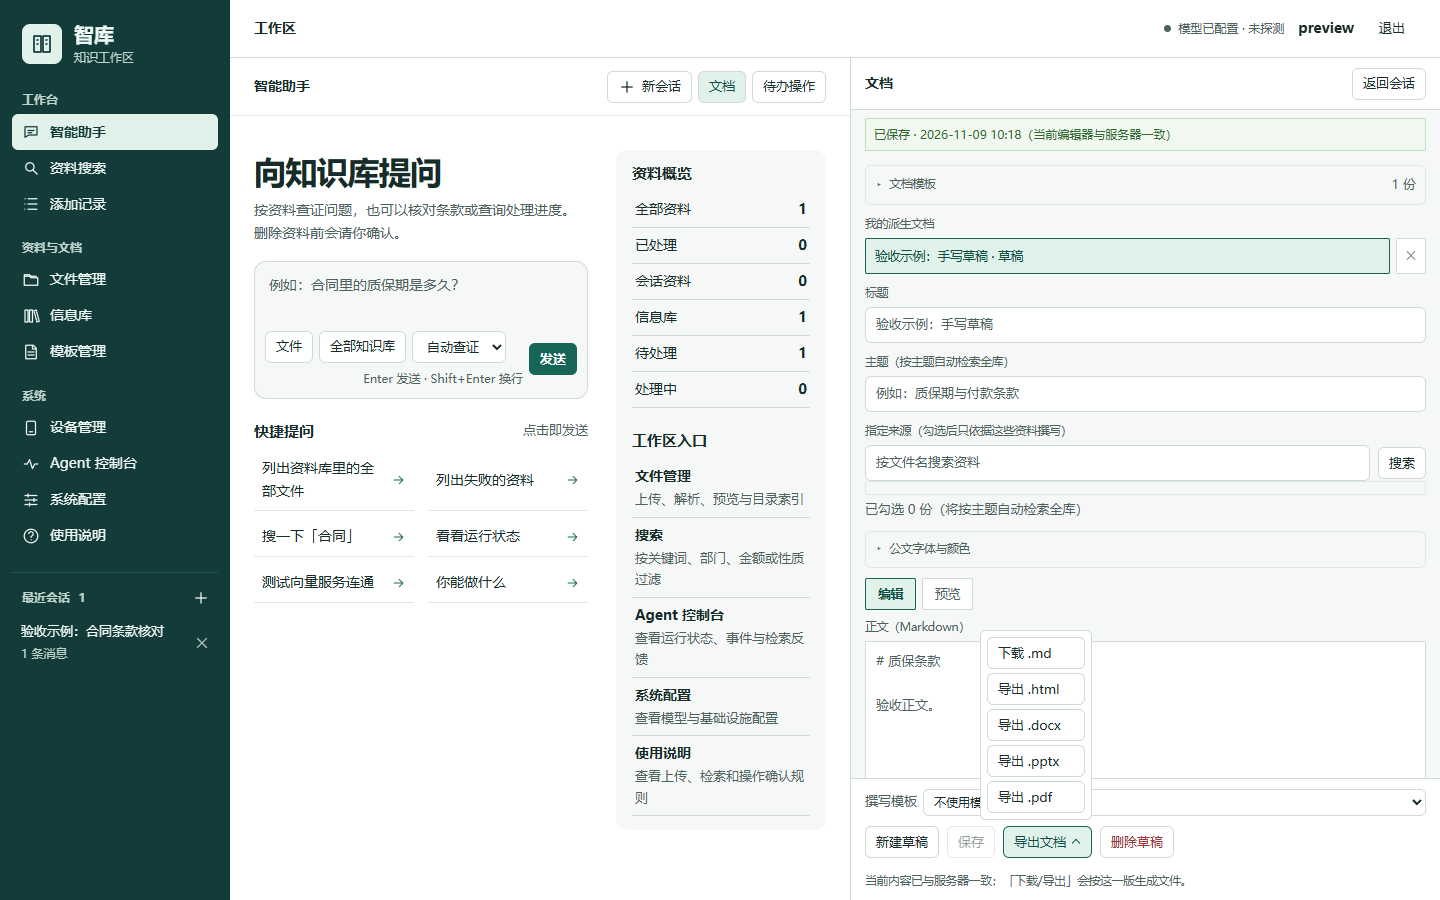 智库
知识工作区
工作台
智能助手
资料搜索
添加记录
资料与文档
文件管理
信息库
模板管理
系统
设备管理
Agent 控制台
系统配置
使用说明
最近会话 1
验收示例：合同条款核对
1 条消息
工作区
模型已配置 · 未探测
preview
退出
智能助手
新会话
文档
待办操作
向知识库提问
按资料查证问题，也可以核对条款或查询处理进度。
删除资料前会请你确认。
例如：合同里的质保期是多久？
文件
全部知识库
自动查证
发送
Enter 发送 · Shift+Enter 换行
快捷提问
点击即发送
列出资料库里的全
部文件
列出失败的资料
搜一下「合同」
看看运行状态
测试向量服务连通
你能做什么
资料概览
全部资料 1
已处理 0
会话资料 0
信息库 1
待处理 1
处理中 0
工作区入口
文件管理
上传、解析、预览与目录索引
搜索
按关键词、部门、金额或性质
过滤
Agent 控制台
查看运行状态、事件与检索反
馈
系统配置
查看模型与基础设施配置
使用说明
查看上传、检索和操作确认规
则
文档
返回会话
已保存 · 2026-11-09 10:18（当前编辑器与服务器一致）
文档模板
1 份
我的派生文档
验收示例：手写草稿 · 草稿
标题
验收示例：手写草稿
主题（按主题自动检索全库）
例如：质保期与付款条款
指定来源（勾选后只依据这些资料撰写）
按文件名搜索资料
搜索
已勾选 0 份（将按主题自动检索全库）
公文字体与颜色
编辑
预览
正文（Markdown）
# 质保条款
验收正文。
下载 .md
导出 .html
导出 .docx
导出 .pptx
导出 .pdf
撰写模板
不使用模
新建草稿
保存
导出文档
删除草稿
当前内容已与服务器一致；「下载/导出」会按这一版生成文件。